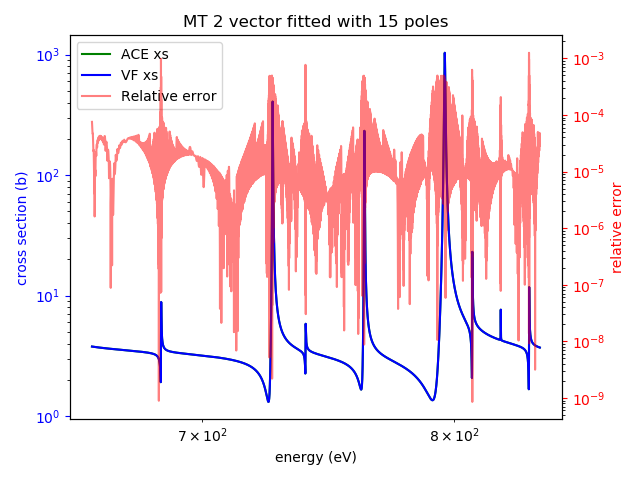 MT 2 vector fitted with 15 poles
ACE xs
VF xs
Relative error
cross section (b)
10³
10²
10¹
10⁰
10⁻³
10⁻⁴
10⁻⁵
10⁻⁶
10⁻⁷
10⁻⁸
10⁻⁹
relative error
7 × 10²
8 × 10²
energy (eV)